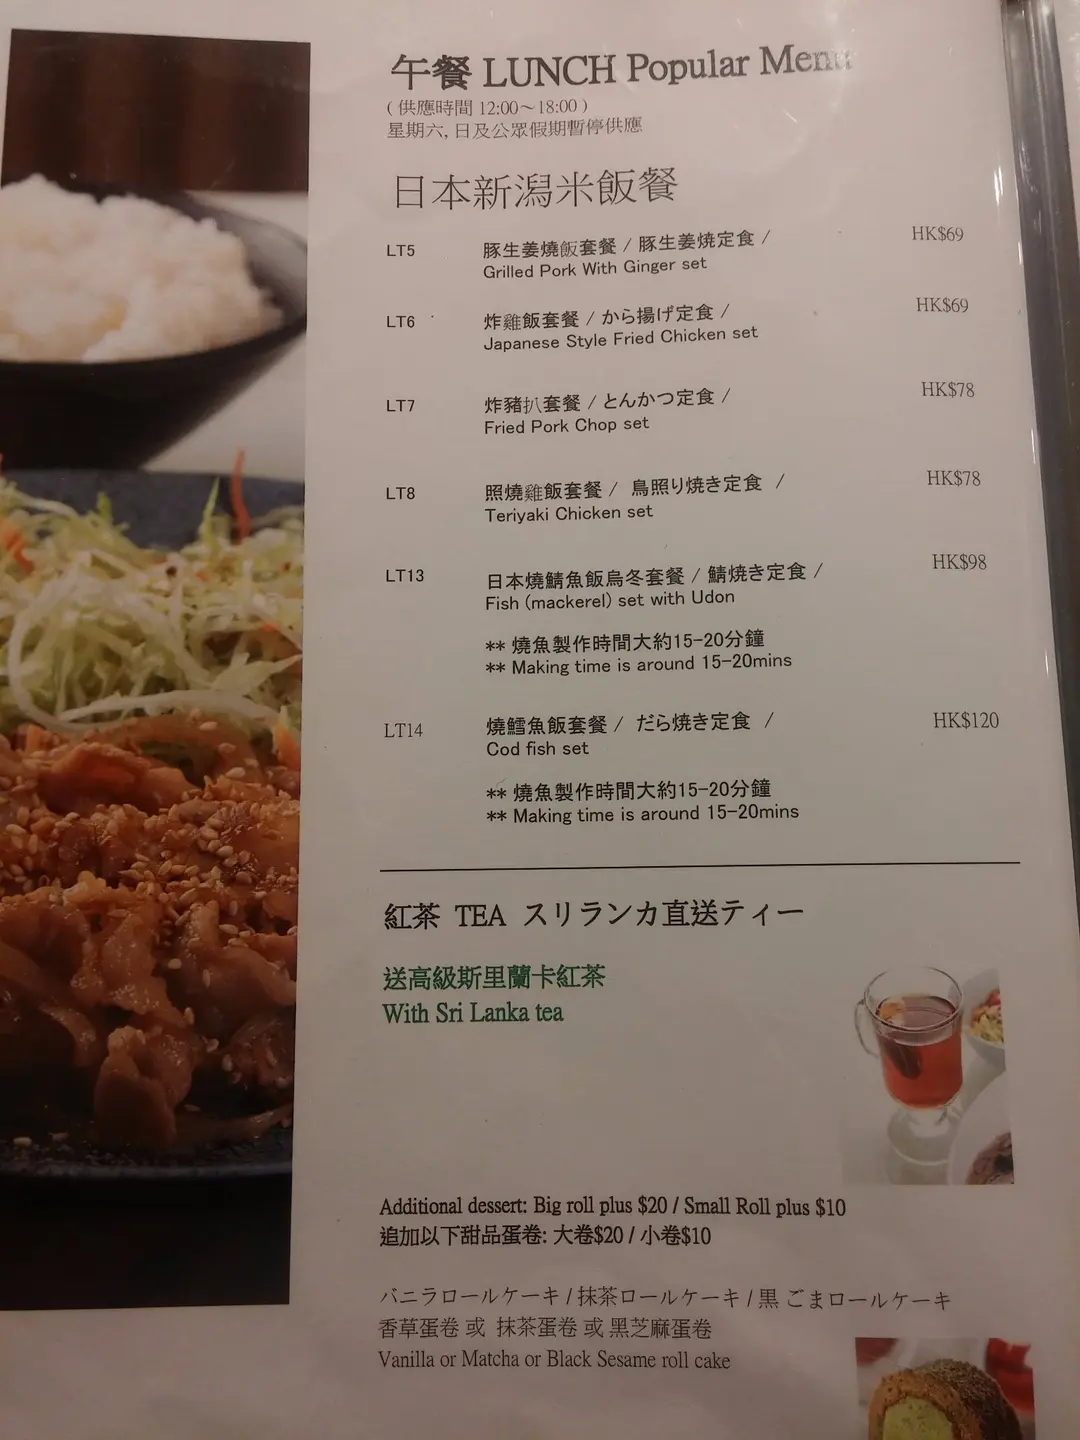 午餐 LUNCH Popular Menu
( 供應時間 12:00～18:00 )
星期六, 日及公眾假期暫停供應
日本新潟米飯餐
LT5 豚生姜燒飯套餐 / 豚生姜焼定食 / HK$69
Grilled Pork With Ginger set
LT6 炸雞飯套餐 / から揚げ定食 / HK$69
Japanese Style Fried Chicken set
LT7 炸豬扒套餐 / とんかつ定食 / HK$78
Fried Pork Chop set
LT8 照燒雞飯套餐 / 鳥照り焼き定食 / HK$78
Teriyaki Chicken set
LT13 日本燒鯖魚飯烏冬套餐 / 鯖焼き定食 / HK$98
Fish (mackerel) set with Udon
** 燒魚製作時間大約15-20分鐘
** Making time is around 15-20mins
LT14 燒鱈魚飯套餐 / だら焼き定食 / HK$120
Cod fish set
** 燒魚製作時間大約15-20分鐘
** Making time is around 15-20mins
紅茶 TEA スリランカ直送ティー
送高級斯里蘭卡紅茶
With Sri Lanka tea
Additional dessert: Big roll plus $20 / Small Roll plus $10
追加以下甜品蛋卷: 大卷$20 / 小卷$10
バニラロールケーキ / 抹茶ロールケーキ / 黒 ごまロールケーキ
香草蛋卷 或 抹茶蛋卷 或 黑芝麻蛋卷
Vanilla or Matcha or Black Sesame roll cake